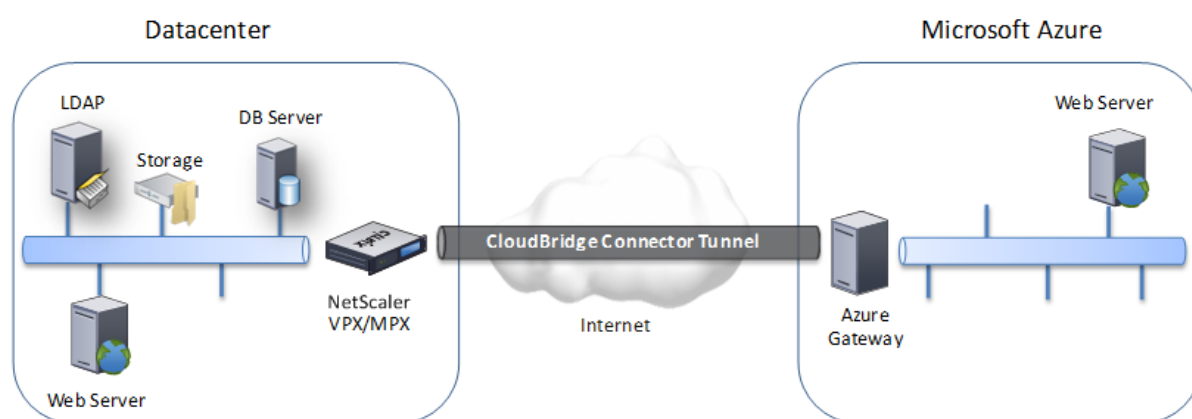 Datacenter
Microsoft Azure
LDAP
DB Server
Storage
Web Server
citrix
CloudBridge Connector Tunnel
NetScaler
VPX/MPX
Internet
Azure
Gateway
Web Server